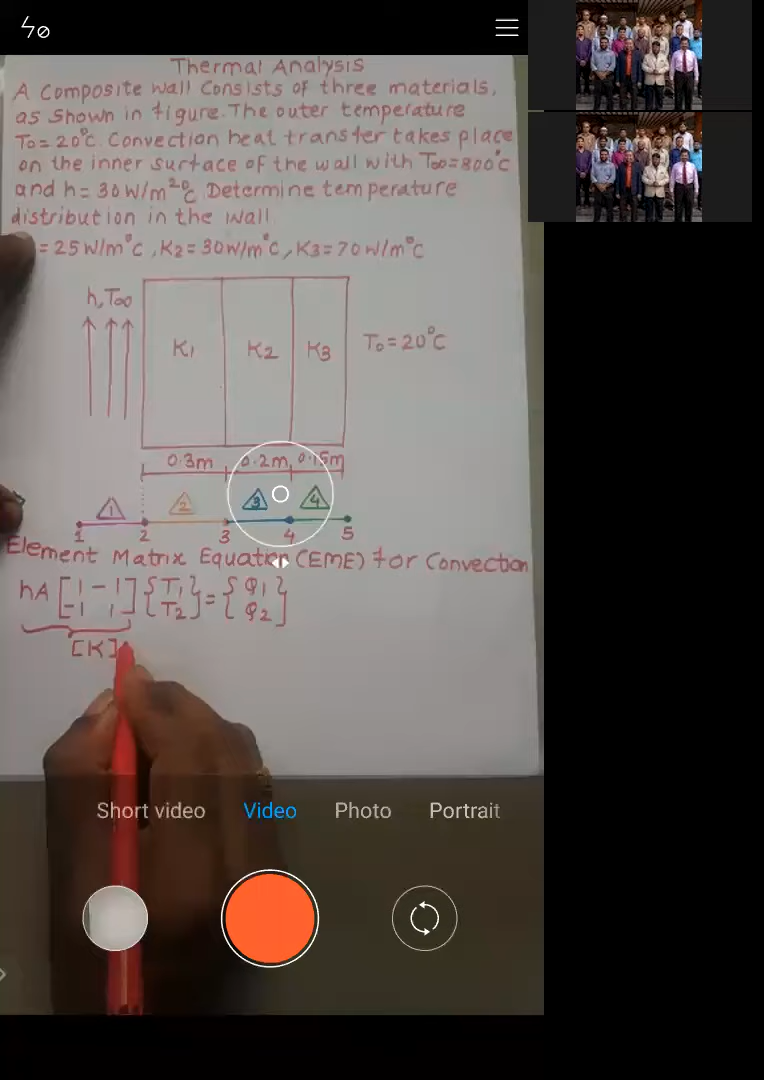 Thermal Analysis
A Composite wall Consists of three materials,
as Shown in figure. The outer temperature
T0 = 20°C. Convection heat transfer takes place
on the inner surface of the wall with T∞ = 800°C
and h = 30 W/m²°C. Determine temperature
distribution in the wall.
= 25 W/m°C, K2 = 30 W/m°C, K3 = 70 W/m°C
h, T∞
K1 K2 K3 T0 = 20°C
0.3m 0.2m 0.15m
1 2 3 4
1 2 3 4 5
Element Matrix Equation (EME) for Convection
hA [1 -1] {T1} = {Q1}
[-1 1] {T2} {Q2}
[K]
Short video Video Photo Portrait